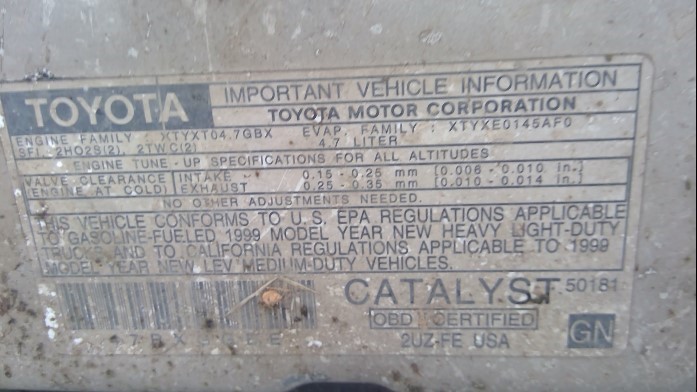 TOYOTA
IMPORTANT VEHICLE INFORMATION
TOYOTA MOTOR CORPORATION
ENGINE FAMILY : XTYXT04.7GBX EVAP. FAMILY : XTYXE0145AF0
SFI, 2HO2S(2), 2TWC(2) 4.7 LITER
ENGINE TUNE-UP SPECIFICATIONS FOR ALL ALTITUDES
VALVE CLEARANCE INTAKE 0.15 - 0.25 mm [0.006 - 0.010 in.]
(ENGINE AT COLD) EXHAUST 0.25 - 0.35 mm [0.010 - 0.014 in.]
NO OTHER ADJUSTMENTS NEEDED.
THIS VEHICLE CONFORMS TO U.S. EPA REGULATIONS APPLICABLE
TO GASOLINE-FUELED 1999 MODEL YEAR NEW HEAVY LIGHT-DUTY
TRUCKS AND TO CALIFORNIA REGULATIONS APPLICABLE TO 1999
MODEL YEAR NEW LEV MEDIUM-DUTY VEHICLES.
CATALYST 50181
OBD CERTIFIED
2UZ-FE USA
GN